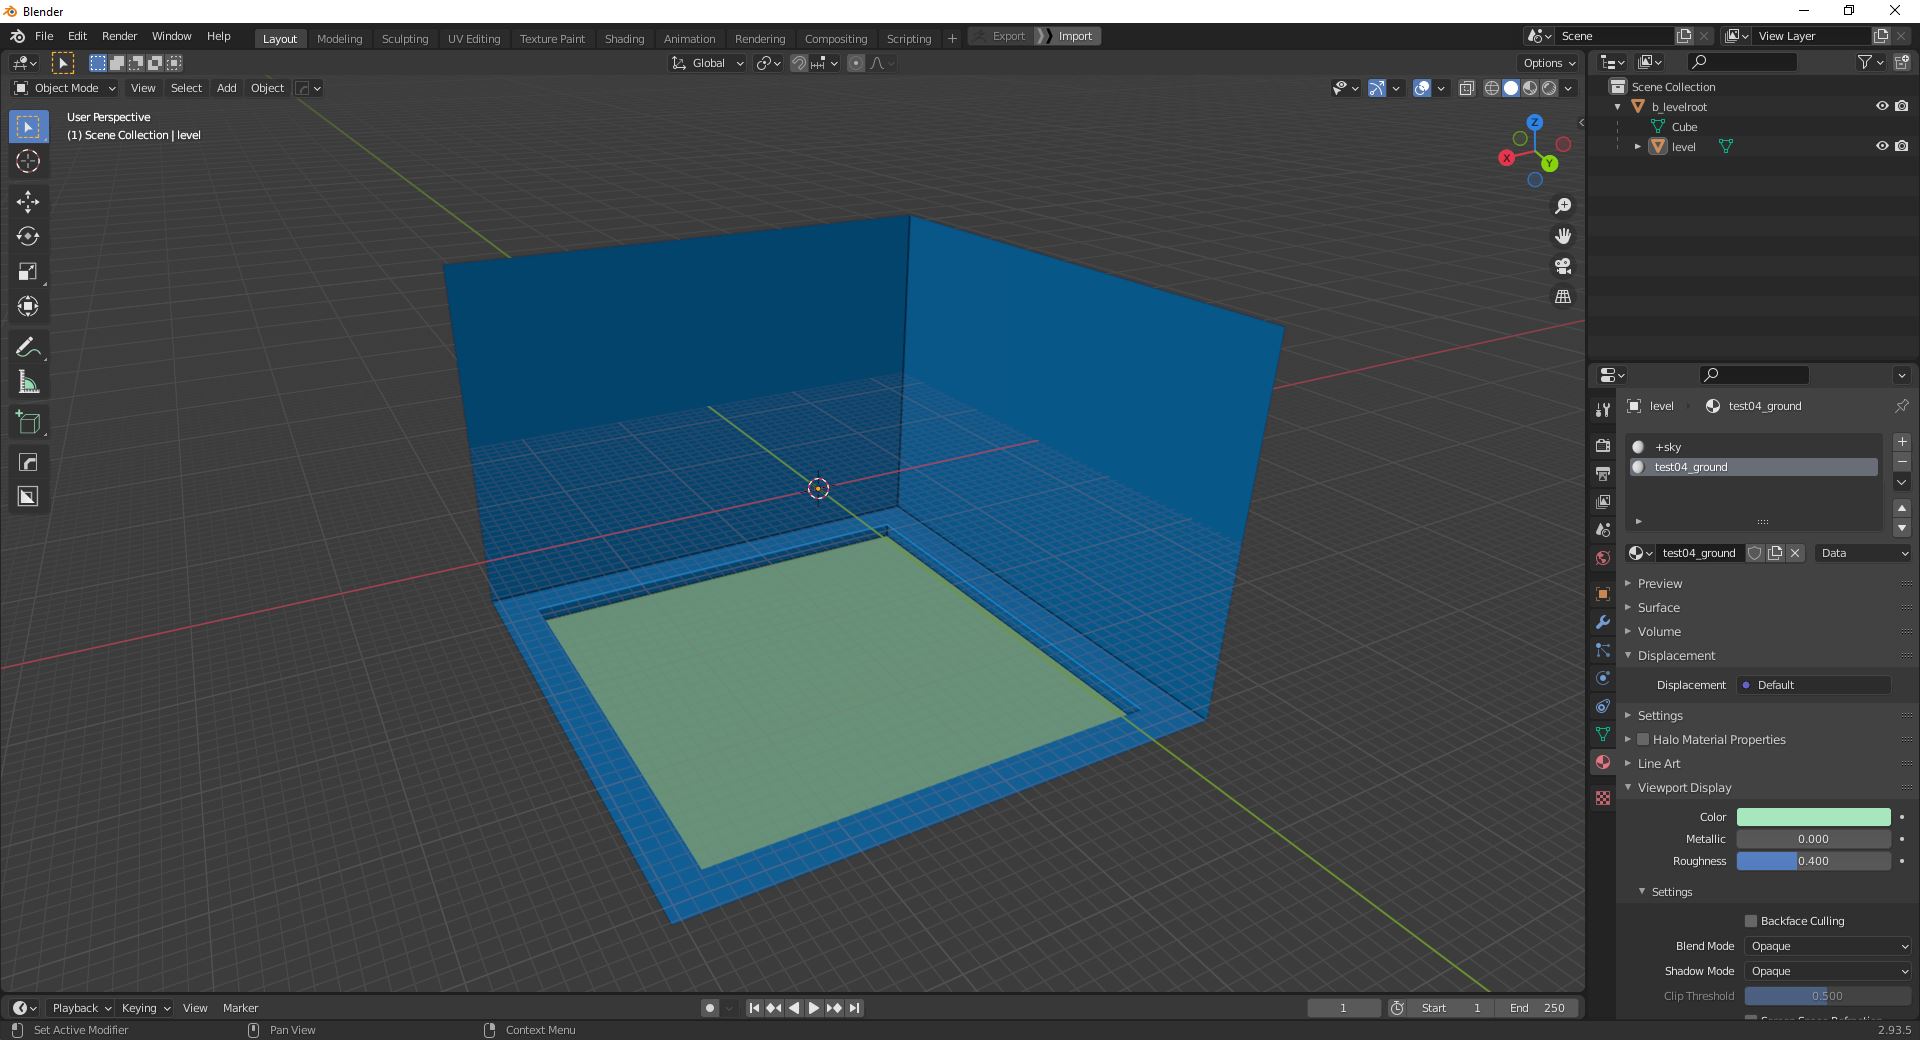 Blender
File Edit Render Window Help
Layout Modeling Sculpting UV Editing Texture Paint Shading Animation Rendering Compositing Scripting + Export Import
Scene
View Layer
Global
Options
Object Mode View Select Add Object
User Perspective
(1) Scene Collection | level
Z
X
Y
Scene Collection
b_levelroot
Cube
level
level test04_ground
+sky
test04_ground
test04_ground Data
Preview
Surface
Volume
Displacement
Displacement Default
Settings
Halo Material Properties
Line Art
Viewport Display
Color
Metallic 0.000
Roughness 0.400
Settings
Backface Culling
Blend Mode Opaque
Shadow Mode Opaque
Clip Threshold 0.500
Playback Keying View Marker
1 Start 1 End 250
Set Active Modifier Pan View Context Menu
2.93.5